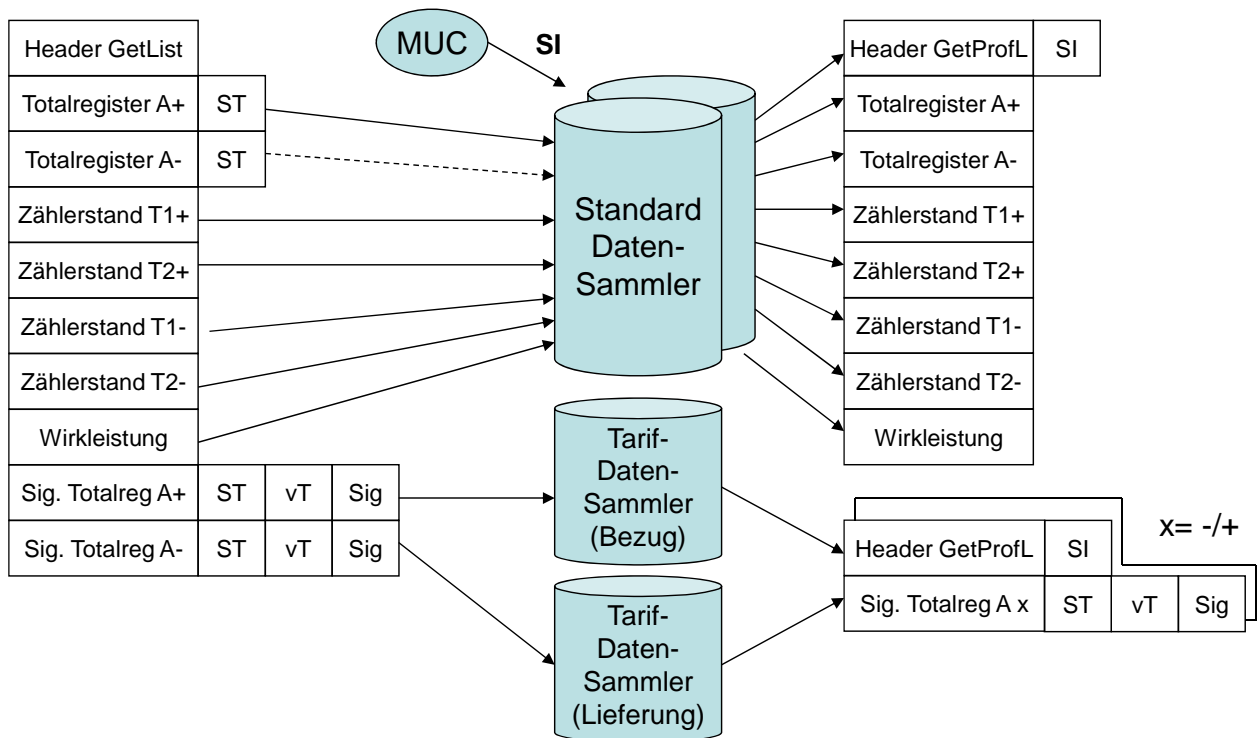 Header GetList
Totalregister A+ ST
Totalregister A- ST
Zählerstand T1+
Zählerstand T2+
Zählerstand T1-
Zählerstand T2-
Wirkleistung
Sig. Totalreg A+ ST vT Sig
Sig. Totalreg A- ST vT Sig
MUC
SI
Standard
Daten-
Sammler
Tarif-
Daten-
Sammler
(Bezug)
Tarif-
Daten-
Sammler
(Lieferung)
Header GetProfL SI
Totalregister A+
Totalregister A-
Zählerstand T1+
Zählerstand T2+
Zählerstand T1-
Zählerstand T2-
Wirkleistung
x= -/+
Header GetProfL SI
Sig. Totalreg A x ST vT Sig